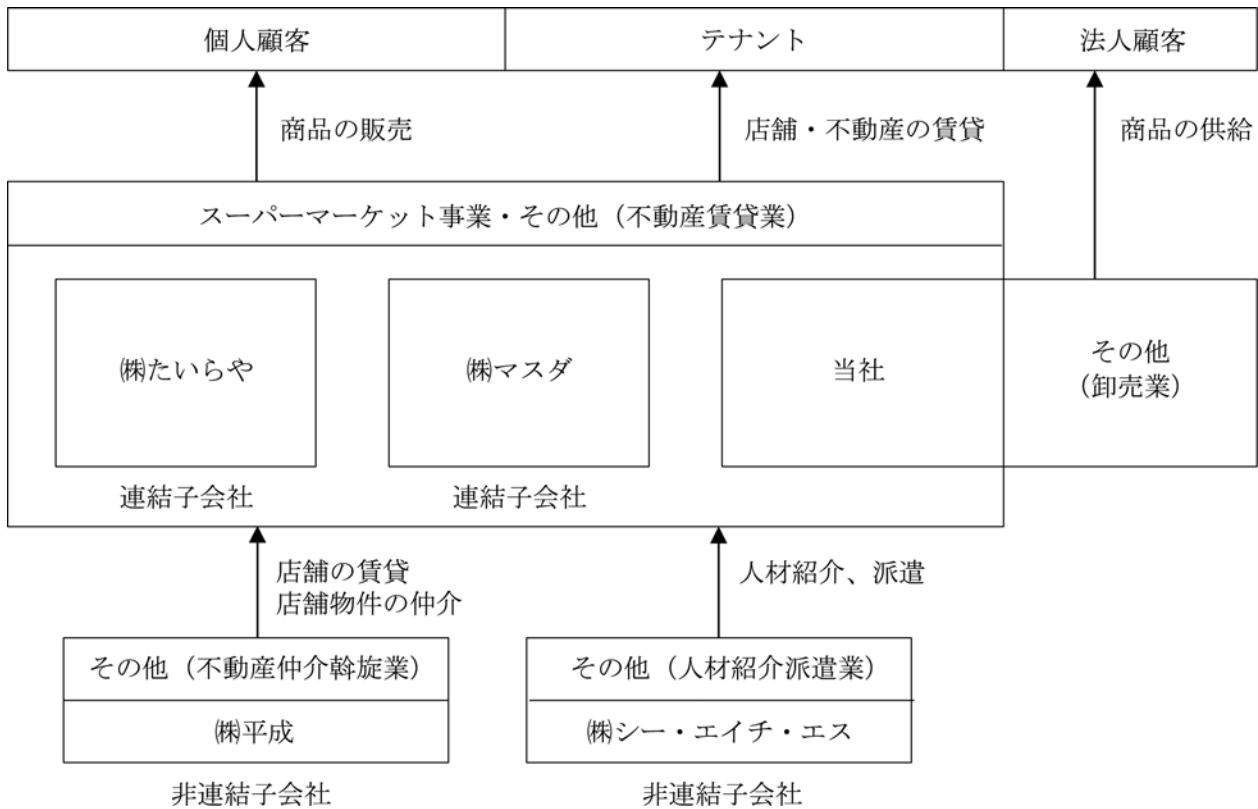 個人顧客
テナント
法人顧客
商品の販売
店舗・不動産の賃貸
商品の供給
スーパーマーケット事業・その他（不動産賃貸業）
㈱たいらや
㈱マスダ
当社
その他
（卸売業）
連結子会社
連結子会社
店舗の賃貸
店舗物件の仲介
人材紹介、派遣
その他（不動産仲介斡旋業）
その他（人材紹介派遣業）
㈱平成
㈱シー・エイチ・エス
非連結子会社
非連結子会社